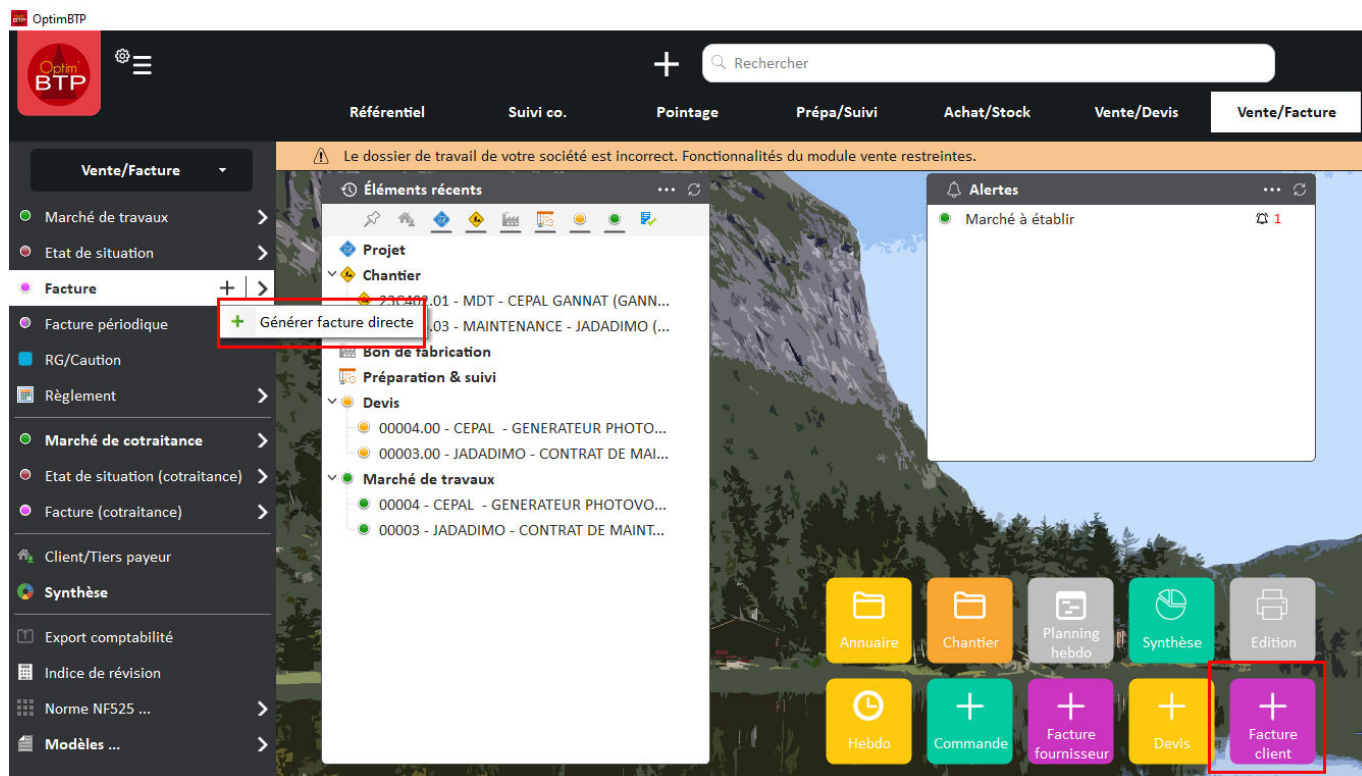 OptimBTP
Optim'
BTP
Rechercher
Référentiel
Suivi co.
Pointage
Prépa/Suivi
Achat/Stock
Vente/Devis
Vente/Facture
Le dossier de travail de votre société est incorrect. Fonctionnalités du module vente restreintes.
Vente/Facture
Marché de travaux
Etat de situation
Facture
Générer facture directe
Facture périodique
RG/Caution
Règlement
Marché de cotraitance
Etat de situation (cotraitance)
Facture (cotraitance)
Client/Tiers payeur
Synthèse
Export comptabilité
Indice de révision
Norme NF525 ...
Modèles ...
Éléments récents
Projet
Chantier
.01 - MDT - CEPAL GANNAT (GANN...
.03 - MAINTENANCE - JADADIMO (...
Bon de fabrication
Préparation & suivi
Devis
00004.00 - CEPAL - GENERATEUR PHOTO...
00003.00 - JADADIMO - CONTRAT DE MAI...
Marché de travaux
00004 - CEPAL - GENERATEUR PHOTOVO...
00003 - JADADIMO - CONTRAT DE MAINT...
Alertes
Marché à établir
1
Annuaire
Chantier
Planning
hebdo
Synthèse
Edition
Hebdo
Commande
Facture
fournisseur
Devis
Facture
client